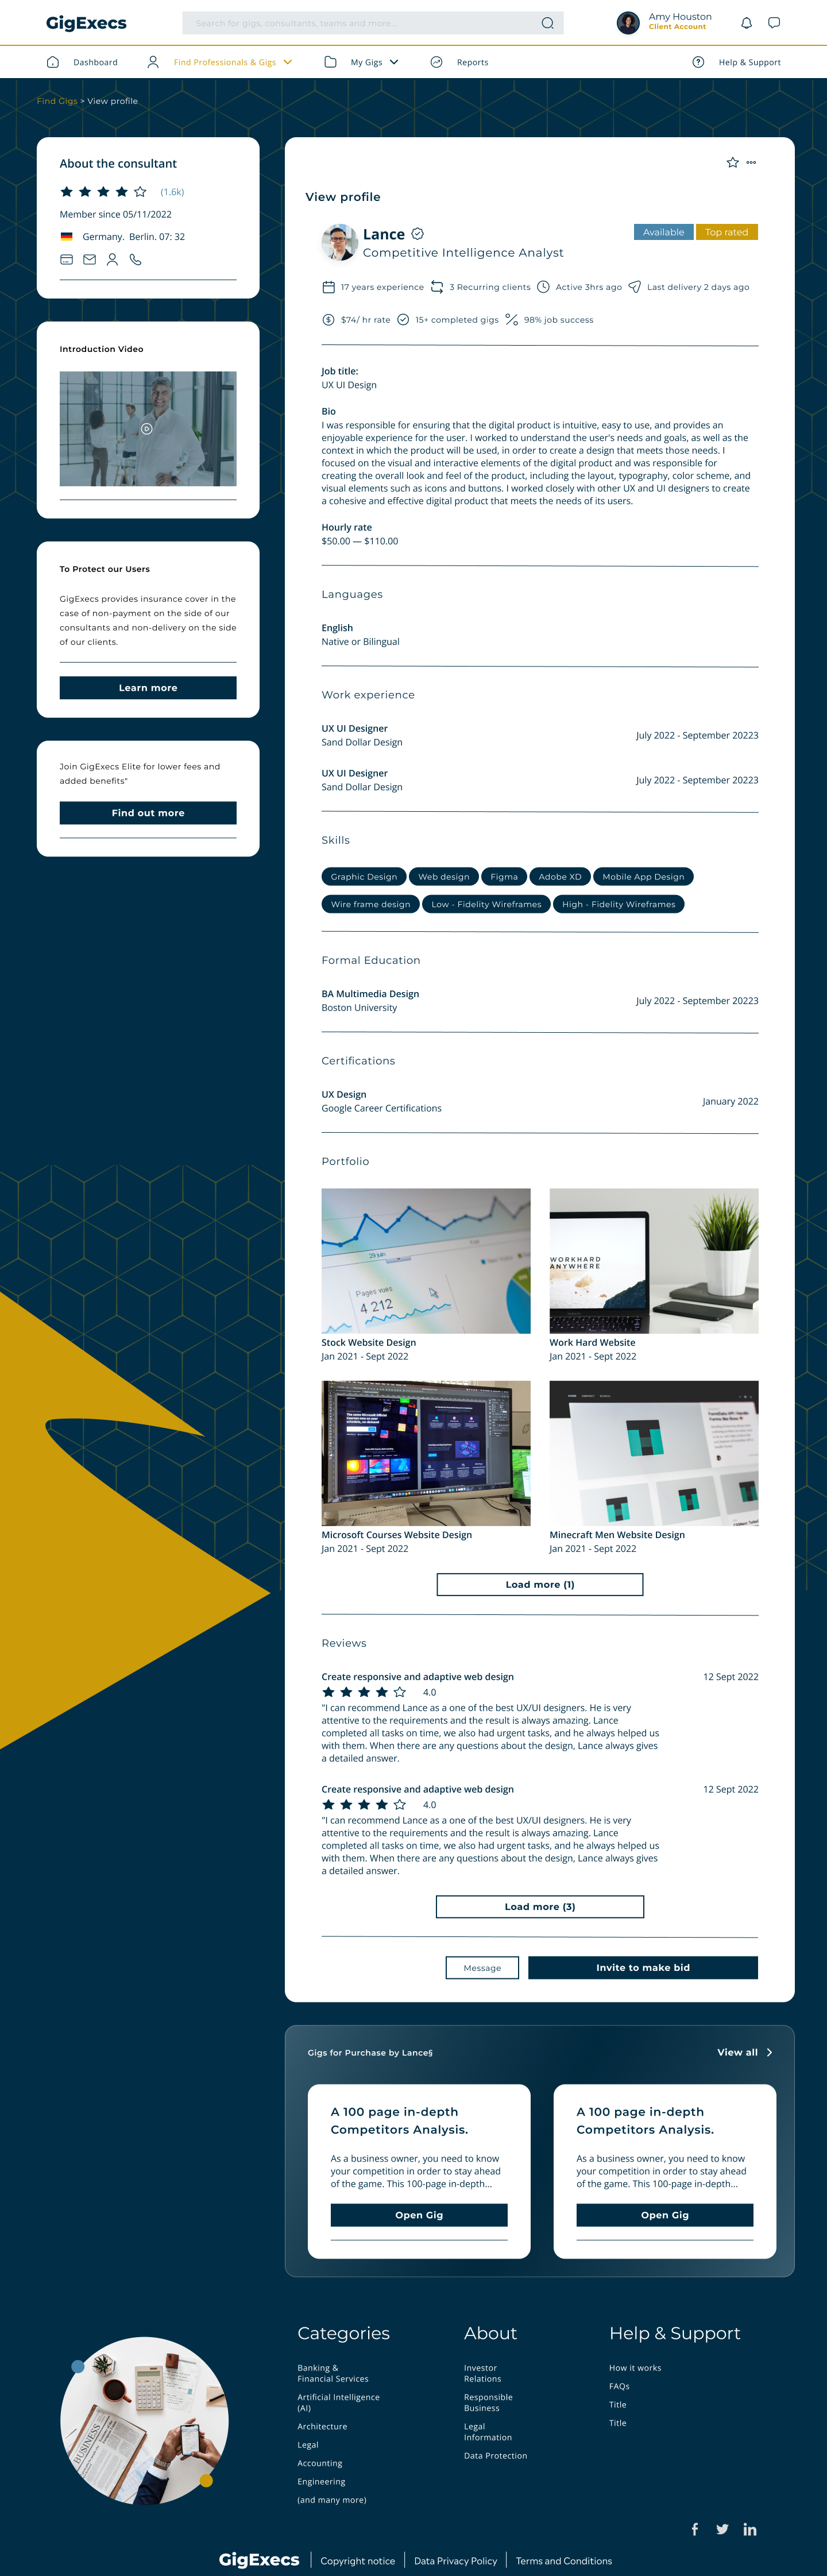 GigExecs
Search for gigs, consultants, teams and more...
Amy Houston
Client Account
Dashboard
Find Professionals & Gigs
My Gigs
Reports
Help & Support
Find Gigs > View profile
About the consultant
(1.6k)
Member since 05/11/2022
Germany. Berlin. 07: 32
Introduction Video
To Protect our Users
GigExecs provides insurance cover in the
case of non-payment on the side of our
consultants and non-delivery on the side
of our clients.
Learn more
Join GigExecs Elite for lower fees and
added benefits"
Find out more
View profile
Lance
Competitive Intelligence Analyst
Available
Top rated
17 years experience
3 Recurring clients
Active 3hrs ago
Last delivery 2 days ago
$74/ hr rate
15+ completed gigs
98% job success
Job title:
UX UI Design
Bio
I was responsible for ensuring that the digital product is intuitive, easy to use, and provides an
enjoyable experience for the user. I worked to understand the user's needs and goals, as well as the
context in which the product will be used, in order to create a design that meets those needs. I
focused on the visual and interactive elements of the digital product and was responsible for
creating the overall look and feel of the product, including the layout, typography, color scheme, and
visual elements such as icons and buttons. I worked closely with other UX and UI designers to create
a cohesive and effective digital product that meets the needs of its users.
Hourly rate
$50.00 — $110.00
Languages
English
Native or Bilingual
Work experience
UX UI Designer
Sand Dollar Design
July 2022 - September 20223
UX UI Designer
Sand Dollar Design
July 2022 - September 20223
Skills
Graphic Design
Web design
Figma
Adobe XD
Mobile App Design
Wire frame design
Low - Fidelity Wireframes
High - Fidelity Wireframes
Formal Education
BA Multimedia Design
Boston University
July 2022 - September 20223
Certifications
UX Design
Google Career Certifications
January 2022
Portfolio
29 jun
Pages vues
4 212
WORKHARD
ANYWHERE
Stock Website Design
Jan 2021 - Sept 2022
Work Hard Website
Jan 2021 - Sept 2022
Microsoft Courses Website Design
Jan 2021 - Sept 2022
Minecraft Men Website Design
Jan 2021 - Sept 2022
Load more (1)
Reviews
Create responsive and adaptive web design
12 Sept 2022
4.0
"I can recommend Lance as a one of the best UX/UI designers. He is very
attentive to the requirements and the result is always amazing. Lance
completed all tasks on time, we also had urgent tasks, and he always helped us
with them. When there are any questions about the design, Lance always gives
a detailed answer.
Create responsive and adaptive web design
12 Sept 2022
4.0
"I can recommend Lance as a one of the best UX/UI designers. He is very
attentive to the requirements and the result is always amazing. Lance
completed all tasks on time, we also had urgent tasks, and he always helped us
with them. When there are any questions about the design, Lance always gives
a detailed answer.
Load more (3)
Message
Invite to make bid
Gigs for Purchase by Lance§
View all
A 100 page in-depth
Competitors Analysis.
As a business owner, you need to know
your competition in order to stay ahead
of the game. This 100-page in-depth...
Open Gig
A 100 page in-depth
Competitors Analysis.
As a business owner, you need to know
your competition in order to stay ahead
of the game. This 100-page in-depth...
Open Gig
BUSINESS
Categories
Banking &
Financial Services
Artificial Intelligence
(AI)
Architecture
Legal
Accounting
Engineering
(and many more)
About
Investor
Relations
Responsible
Business
Legal
Information
Data Protection
Help & Support
How it works
FAQs
Title
Title
GigExecs
Copyright notice
Data Privacy Policy
Terms and Conditions